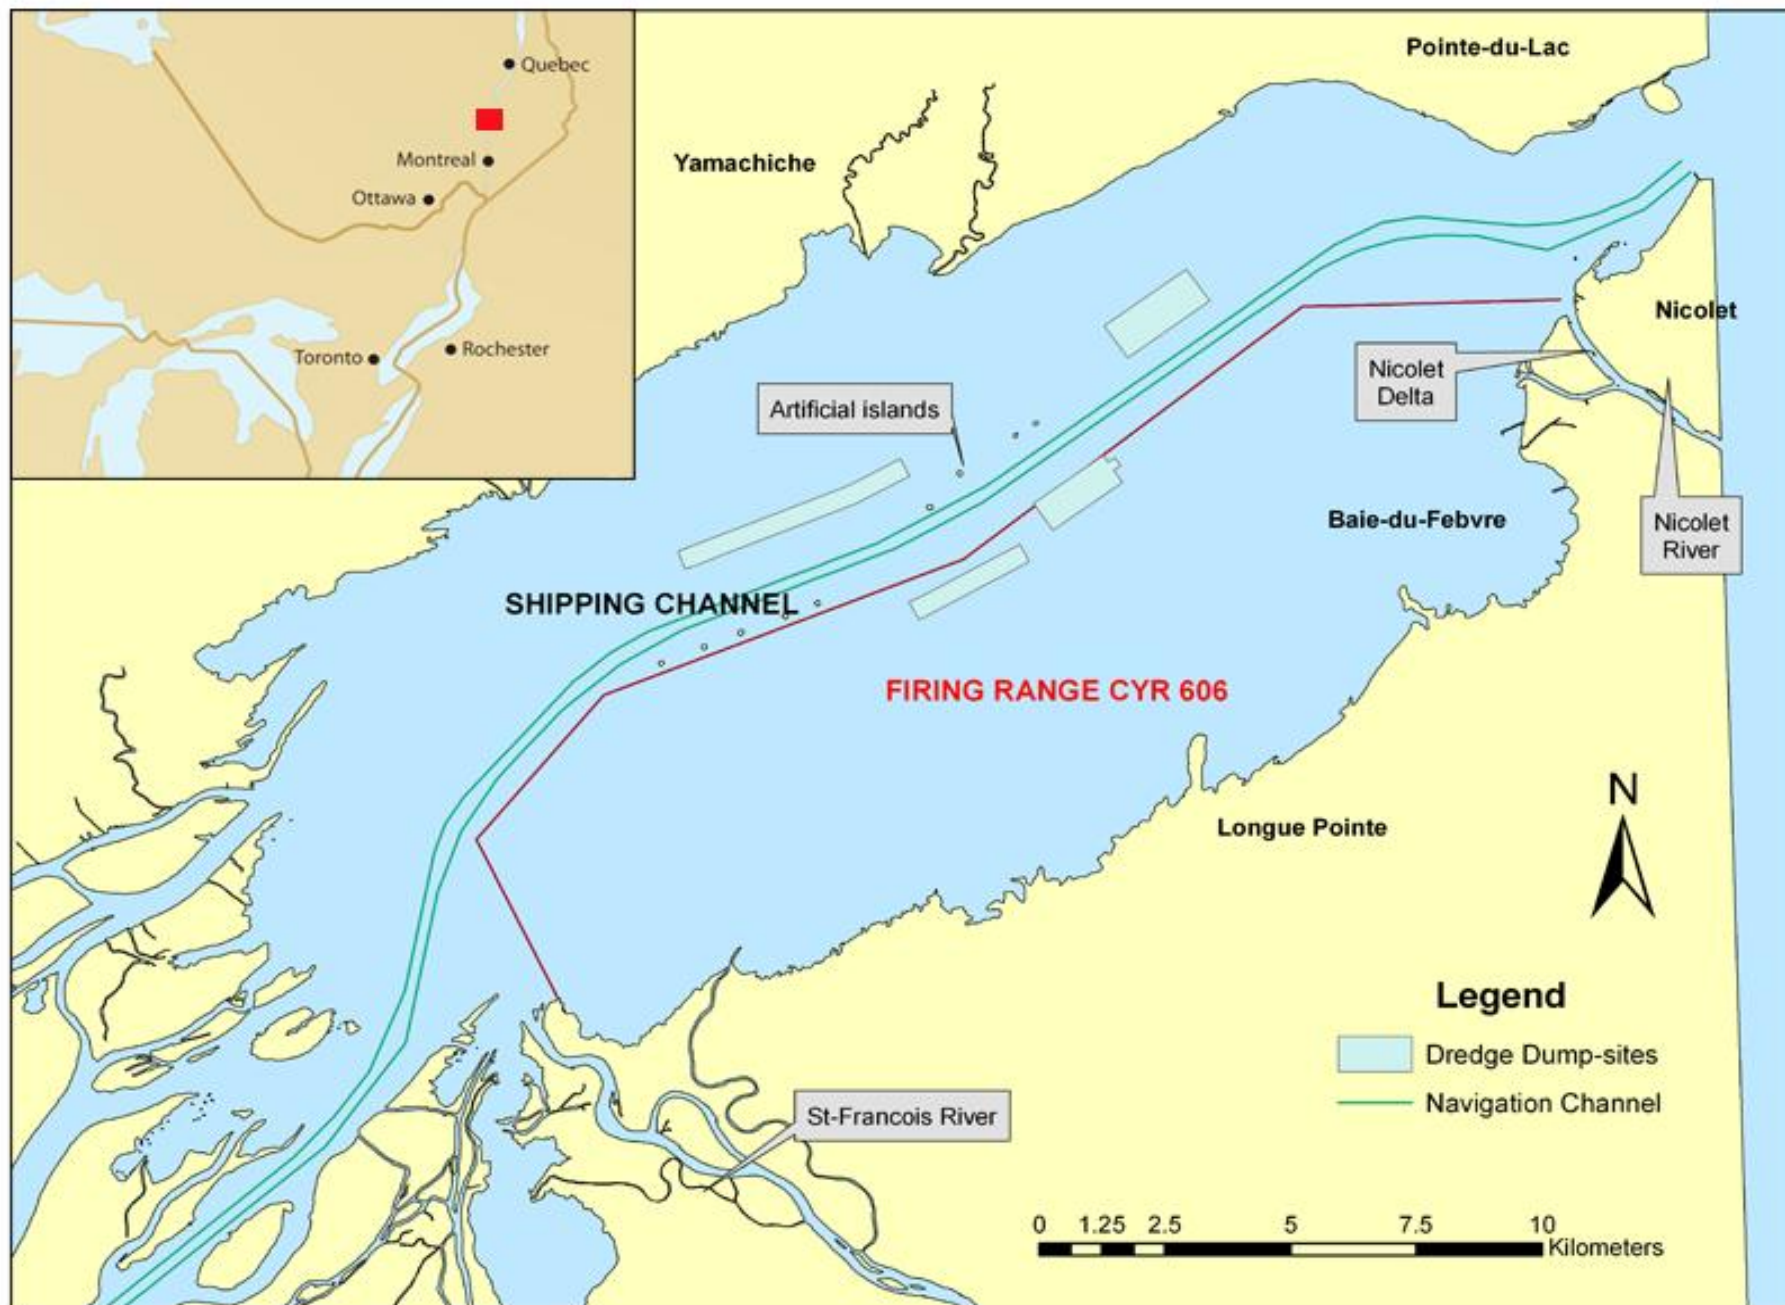 Quebec
Montreal
Ottawa
Toronto
Rochester
Pointe-du-Lac
Yamachiche
Nicolet
Nicolet
Delta
Artificial islands
Baie-du-Febvre
Nicolet
River
SHIPPING CHANNEL
FIRING RANGE CYR 606
N
Longue Pointe
Legend
Dredge Dump-sites
Navigation Channel
St-Francois River
0 1.25 2.5 5 7.5 10
Kilometers